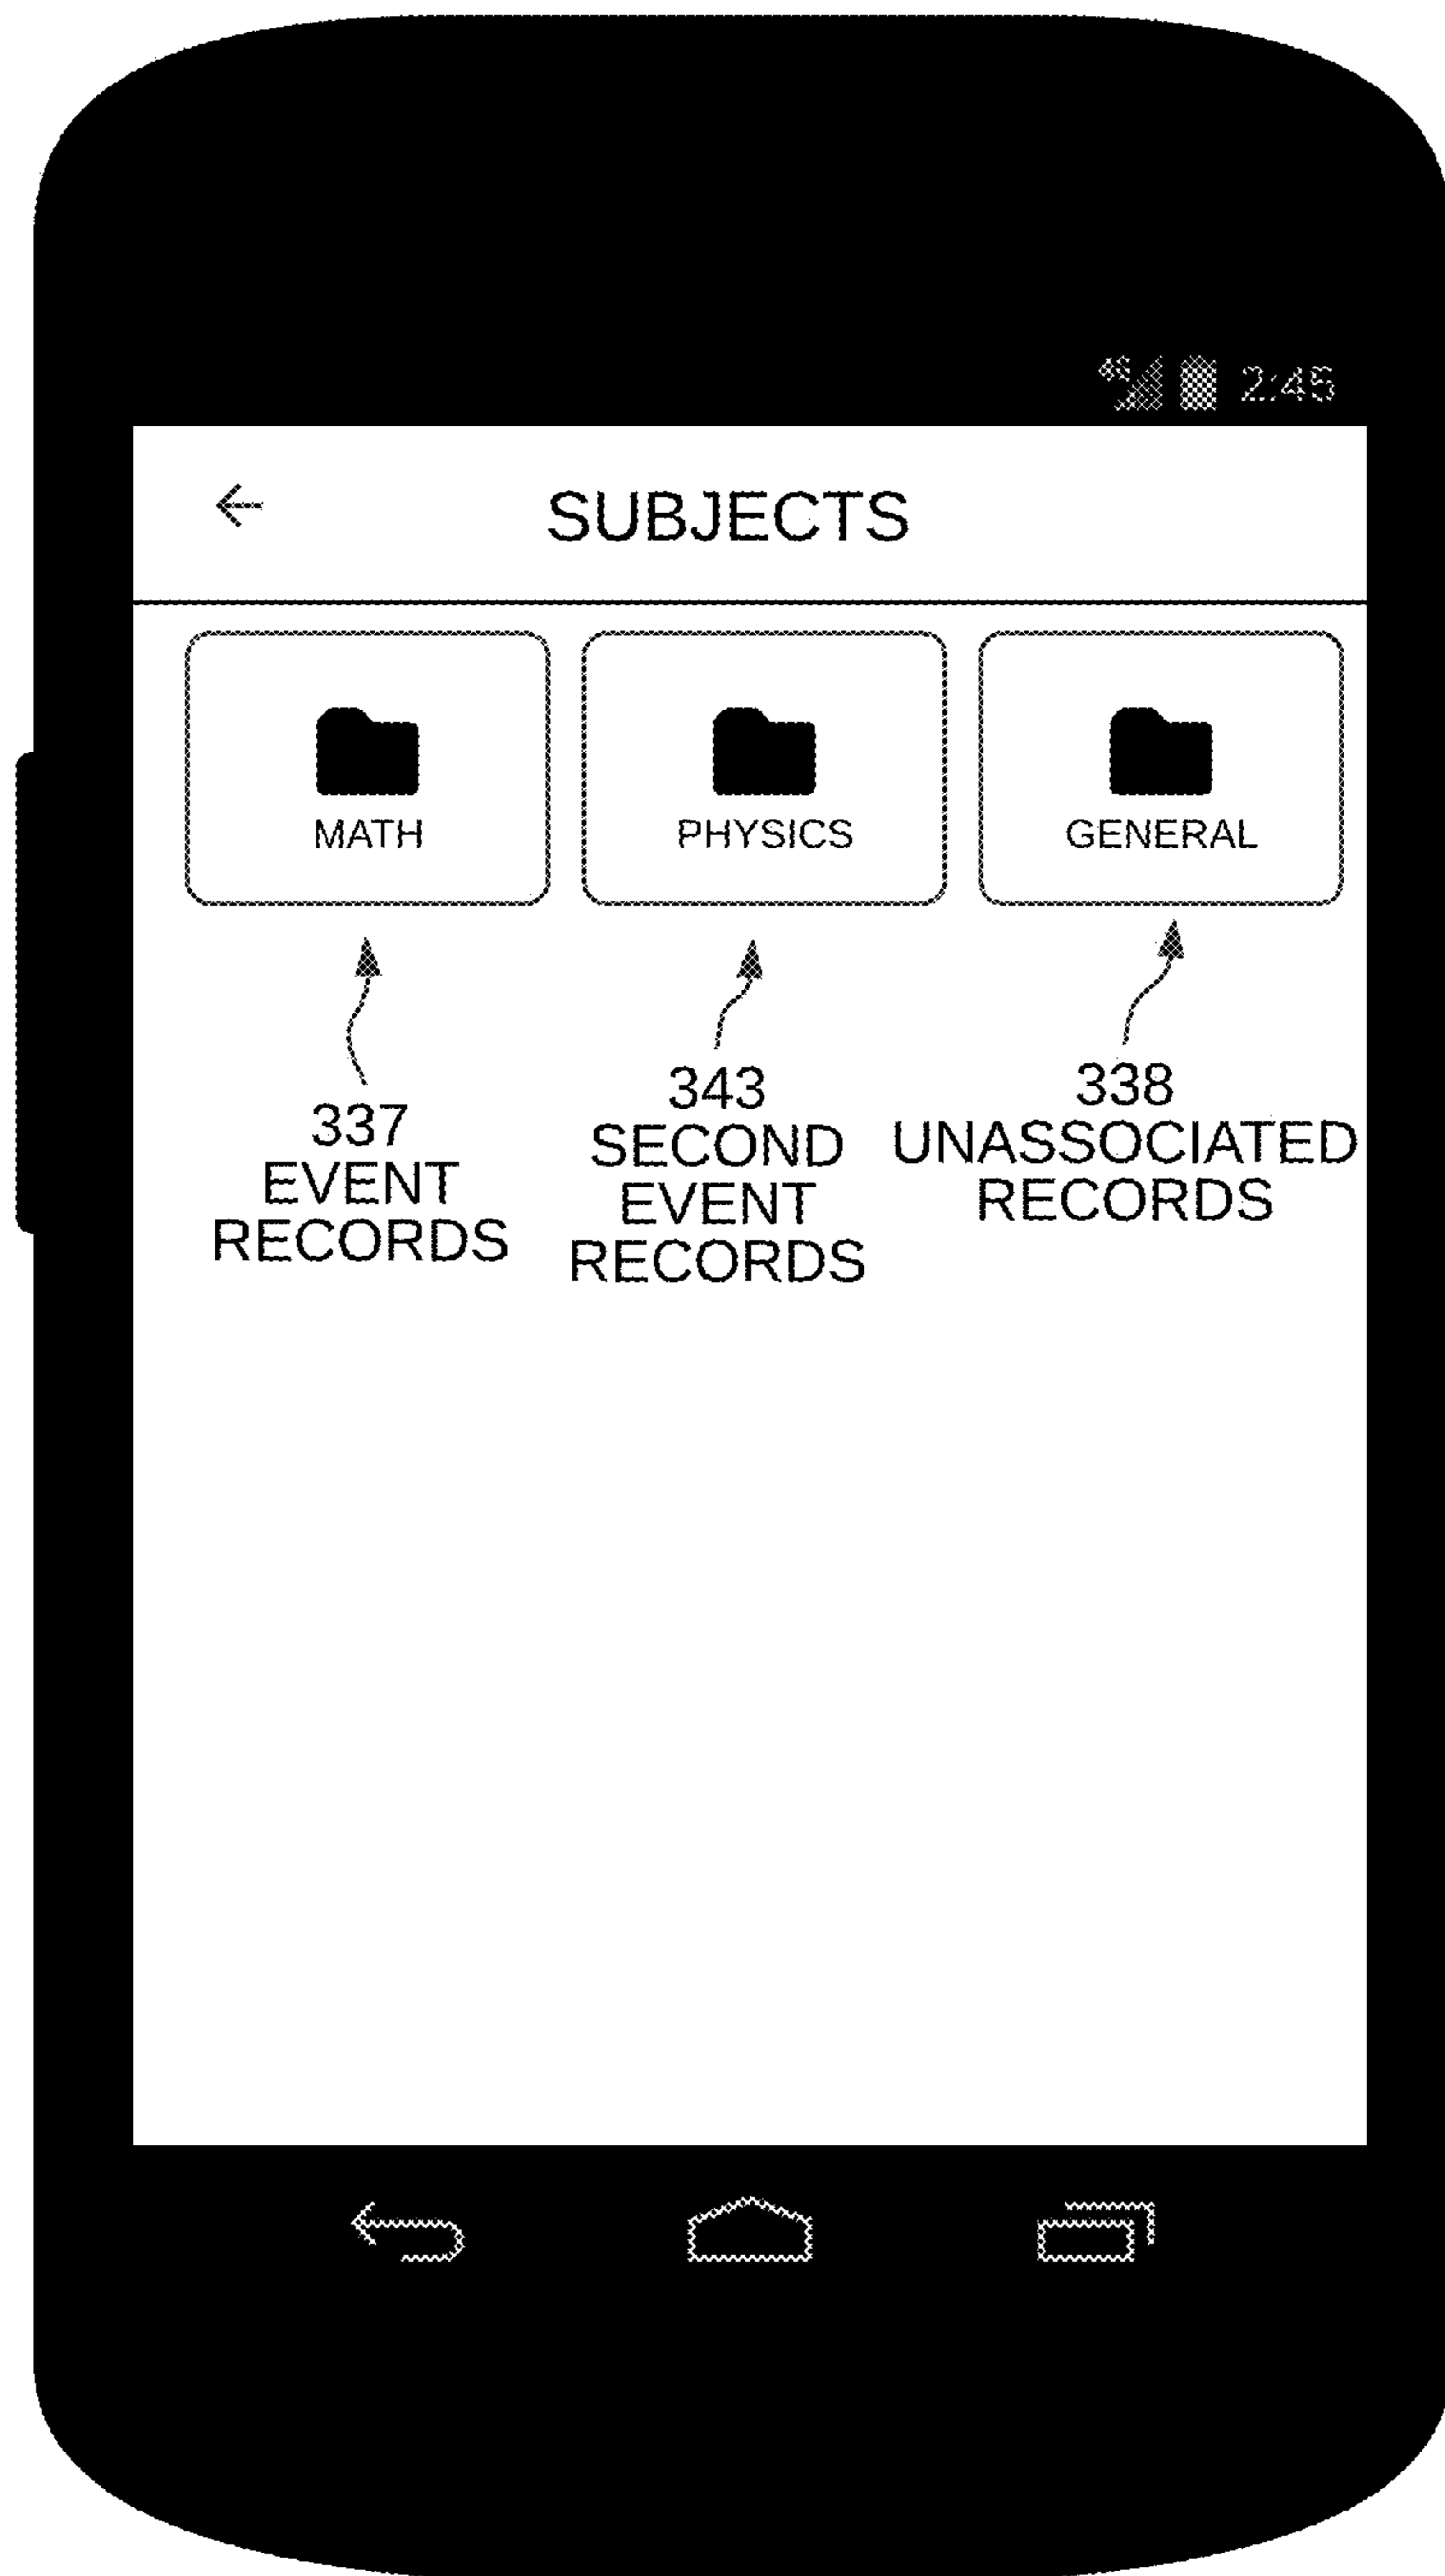 2:45
SUBJECTS
MATH
PHYSICS
GENERAL
337
EVENT
RECORDS
343
SECOND
EVENT
RECORDS
338
UNASSOCIATED
RECORDS